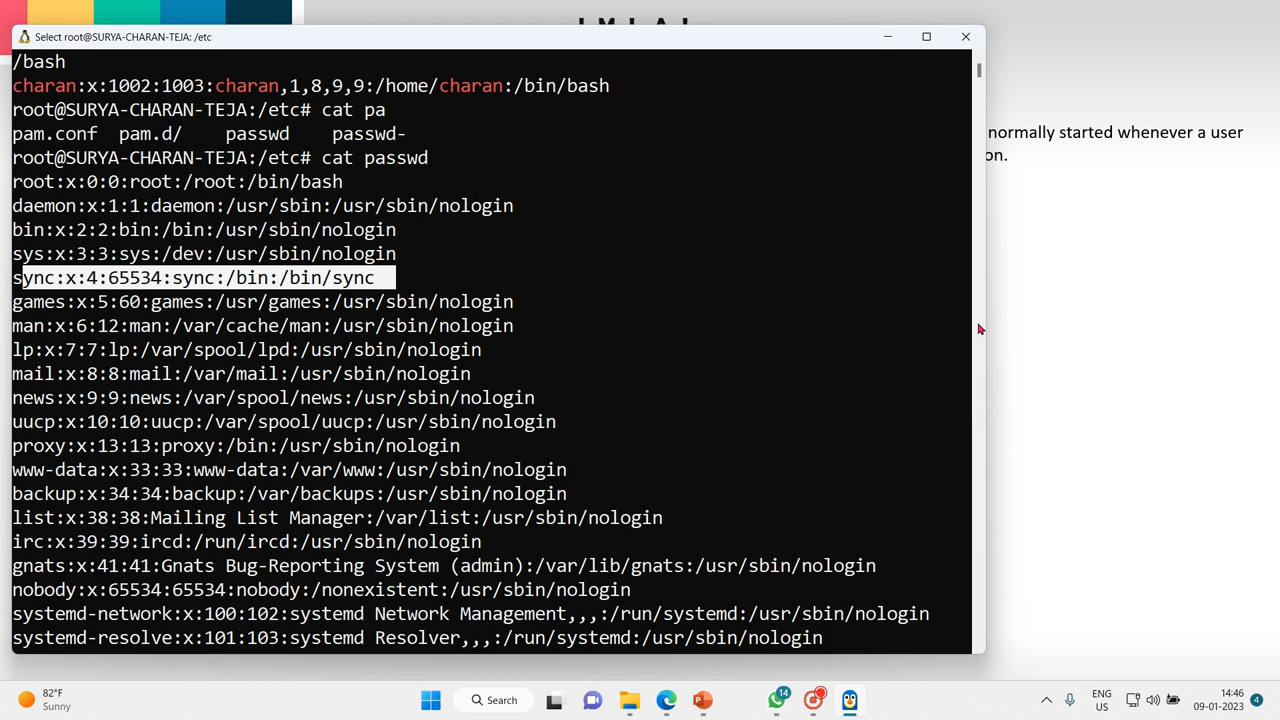 Select root@SURYA-CHARAN-TEJA: /etc
/bash
charan:x:1002:1003:charan,1,8,9,9:/home/charan:/bin/bash
root@SURYA-CHARAN-TEJA:/etc# cat pa
pam.conf  pam.d/    passwd    passwd-
root@SURYA-CHARAN-TEJA:/etc# cat passwd
root:x:0:0:root:/root:/bin/bash
daemon:x:1:1:daemon:/usr/sbin:/usr/sbin/nologin
bin:x:2:2:bin:/bin:/usr/sbin/nologin
sys:x:3:3:sys:/dev:/usr/sbin/nologin
sync:x:4:65534:sync:/bin:/bin/sync
games:x:5:60:games:/usr/games:/usr/sbin/nologin
man:x:6:12:man:/var/cache/man:/usr/sbin/nologin
lp:x:7:7:lp:/var/spool/lpd:/usr/sbin/nologin
mail:x:8:8:mail:/var/mail:/usr/sbin/nologin
news:x:9:9:news:/var/spool/news:/usr/sbin/nologin
uucp:x:10:10:uucp:/var/spool/uucp:/usr/sbin/nologin
proxy:x:13:13:proxy:/bin:/usr/sbin/nologin
www-data:x:33:33:www-data:/var/www:/usr/sbin/nologin
backup:x:34:34:backup:/var/backups:/usr/sbin/nologin
list:x:38:38:Mailing List Manager:/var/list:/usr/sbin/nologin
irc:x:39:39:ircd:/run/ircd:/usr/sbin/nologin
gnats:x:41:41:Gnats Bug-Reporting System (admin):/var/lib/gnats:/usr/sbin/nologin
nobody:x:65534:65534:nobody:/nonexistent:/usr/sbin/nologin
systemd-network:x:100:102:systemd Network Management,,,:/run/systemd:/usr/sbin/nologin
systemd-resolve:x:101:103:systemd Resolver,,,:/run/systemd:/usr/sbin/nologin
normally started whenever a user
on.
82°F
Sunny
Search
14
ENG
US
14:46
09-01-2023
4